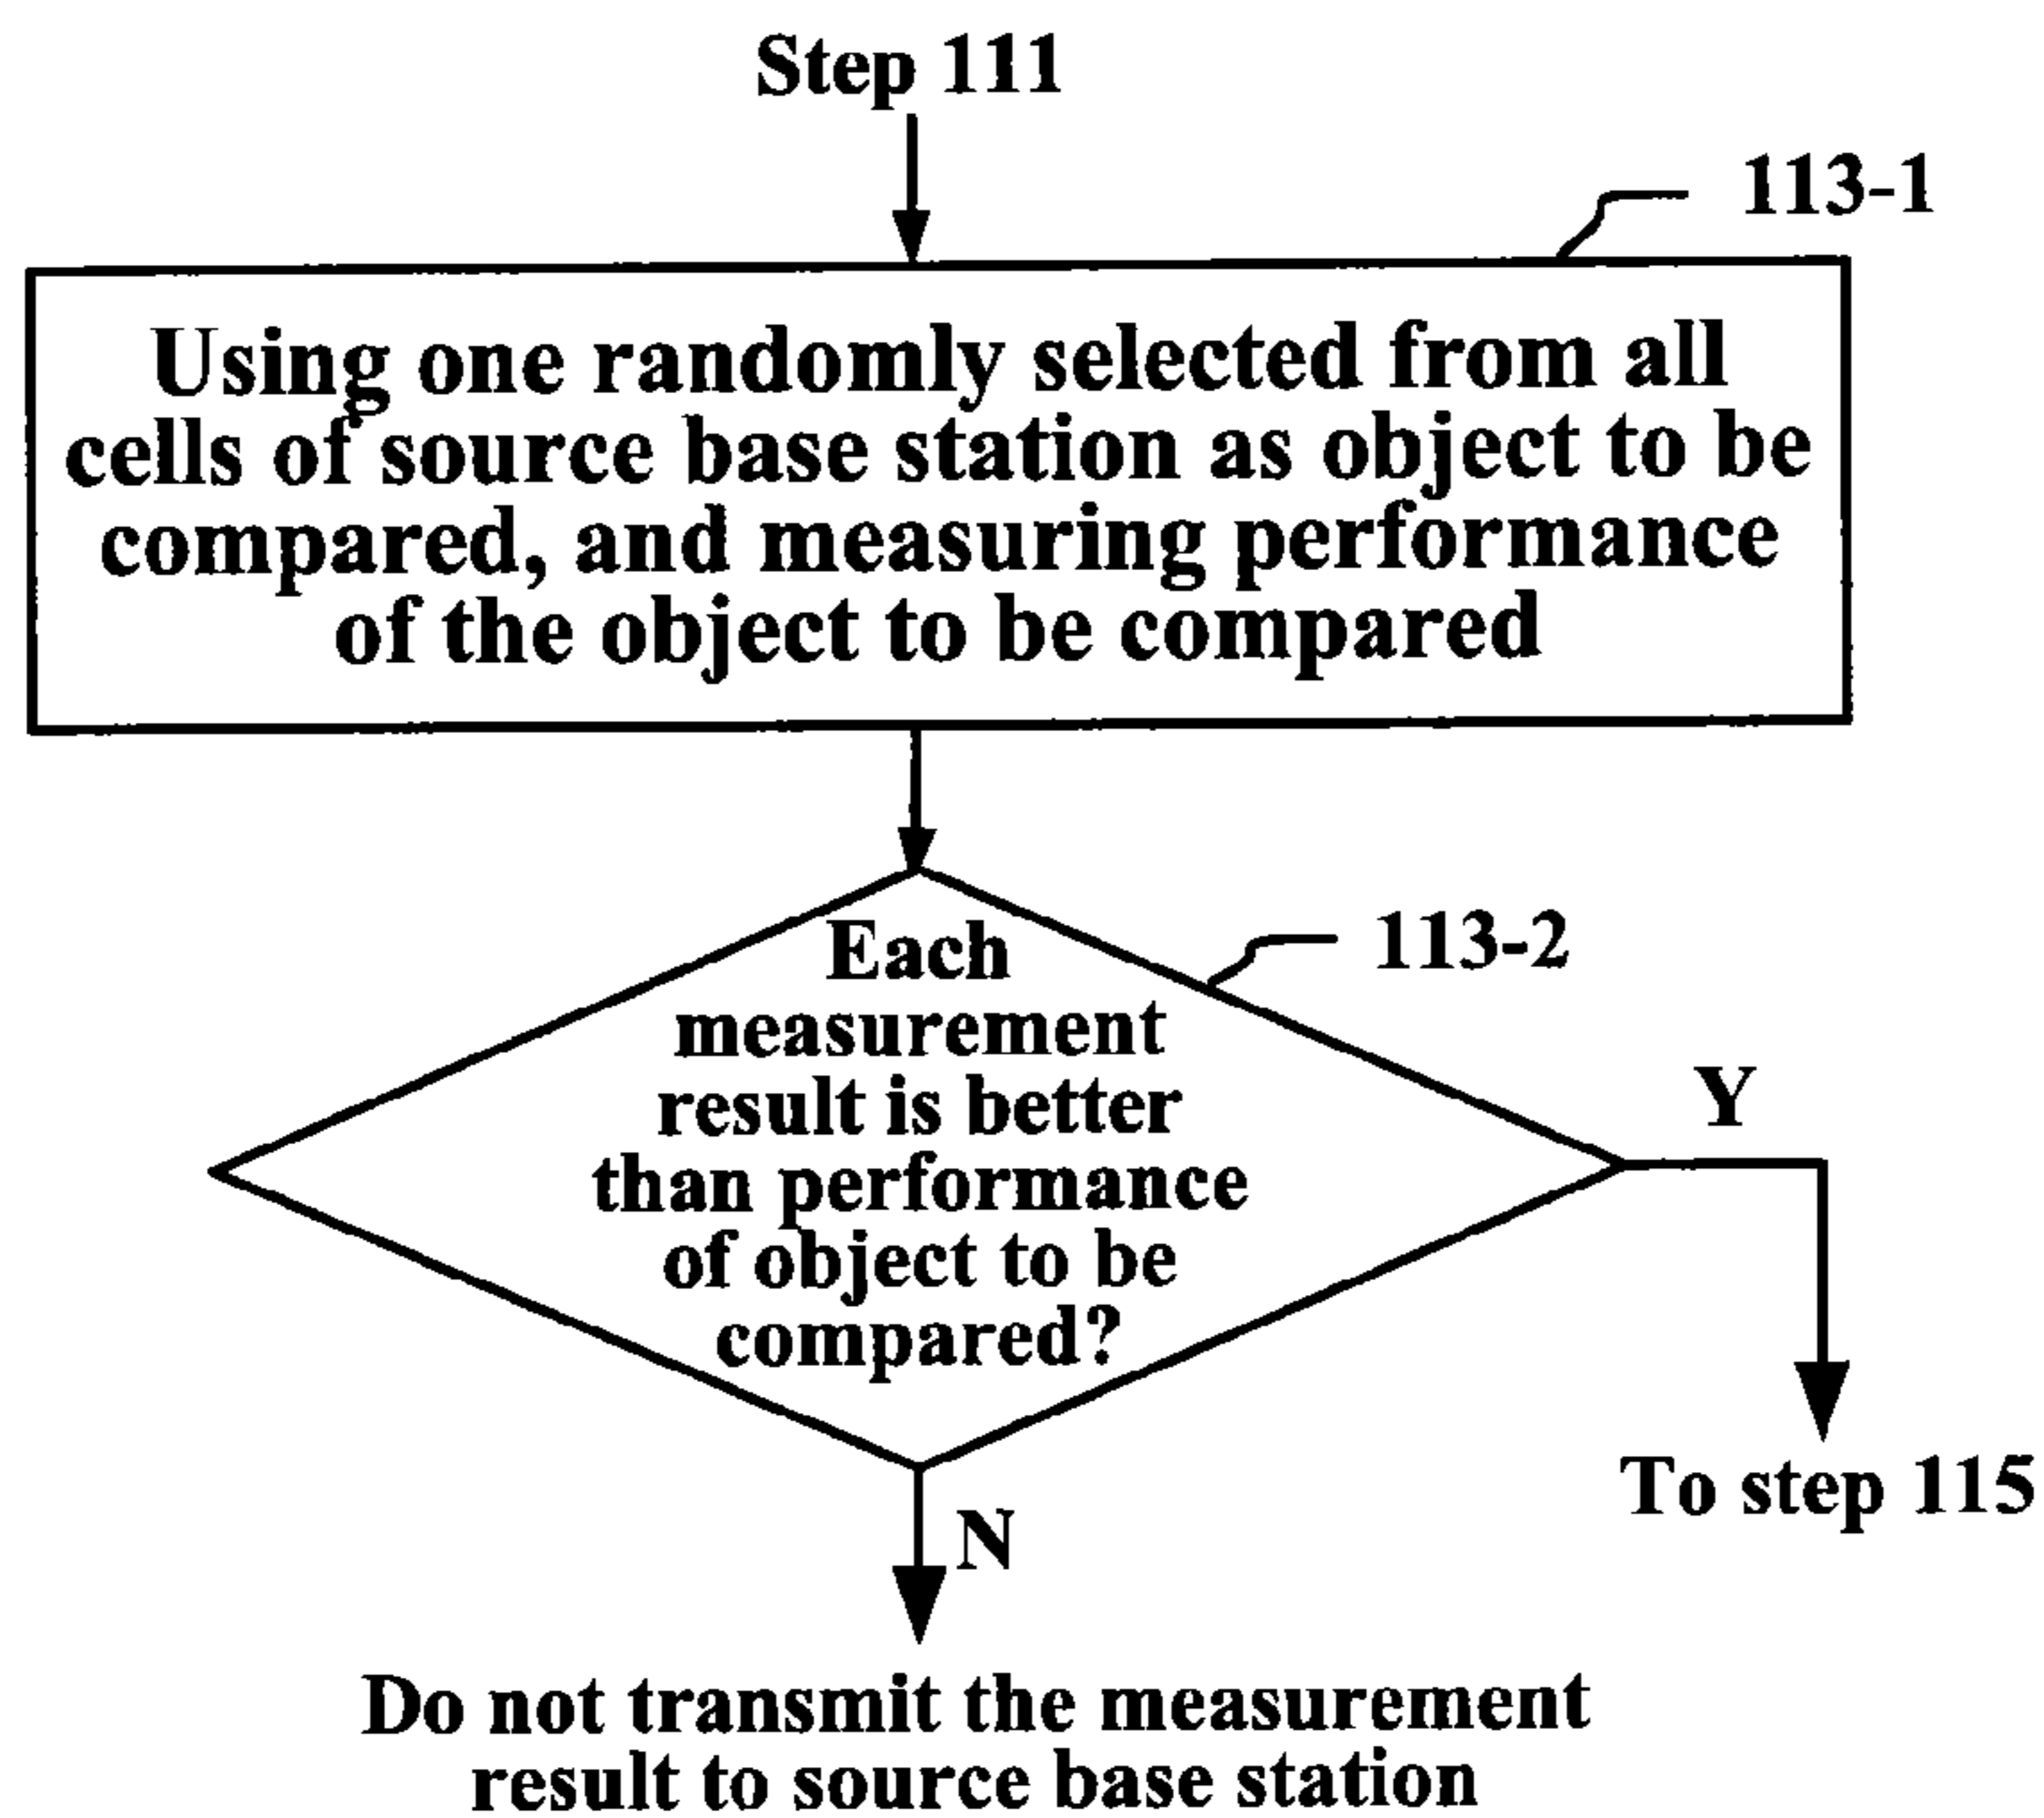 Step 111
113-1
Using one randomly selected from all
cells of source base station as object to be
compared, and measuring performance
of the object to be compared
113-2
Each
measurement
result is better
than performance
of object to be
compared?
Y
To step 115
N
Do not transmit the measurement
result to source base station